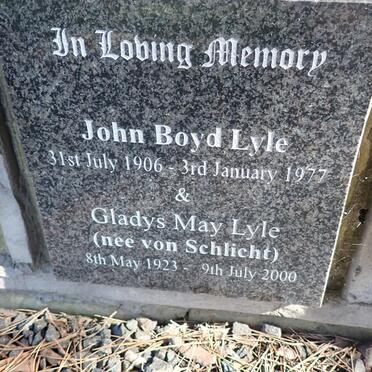 In Loving Memory
John Boyd Lyle
31st July 1906 - 3rd January 1977
&
Gladys May Lyle
(nee von Schlicht)
8th May 1923 - 9th July 2000